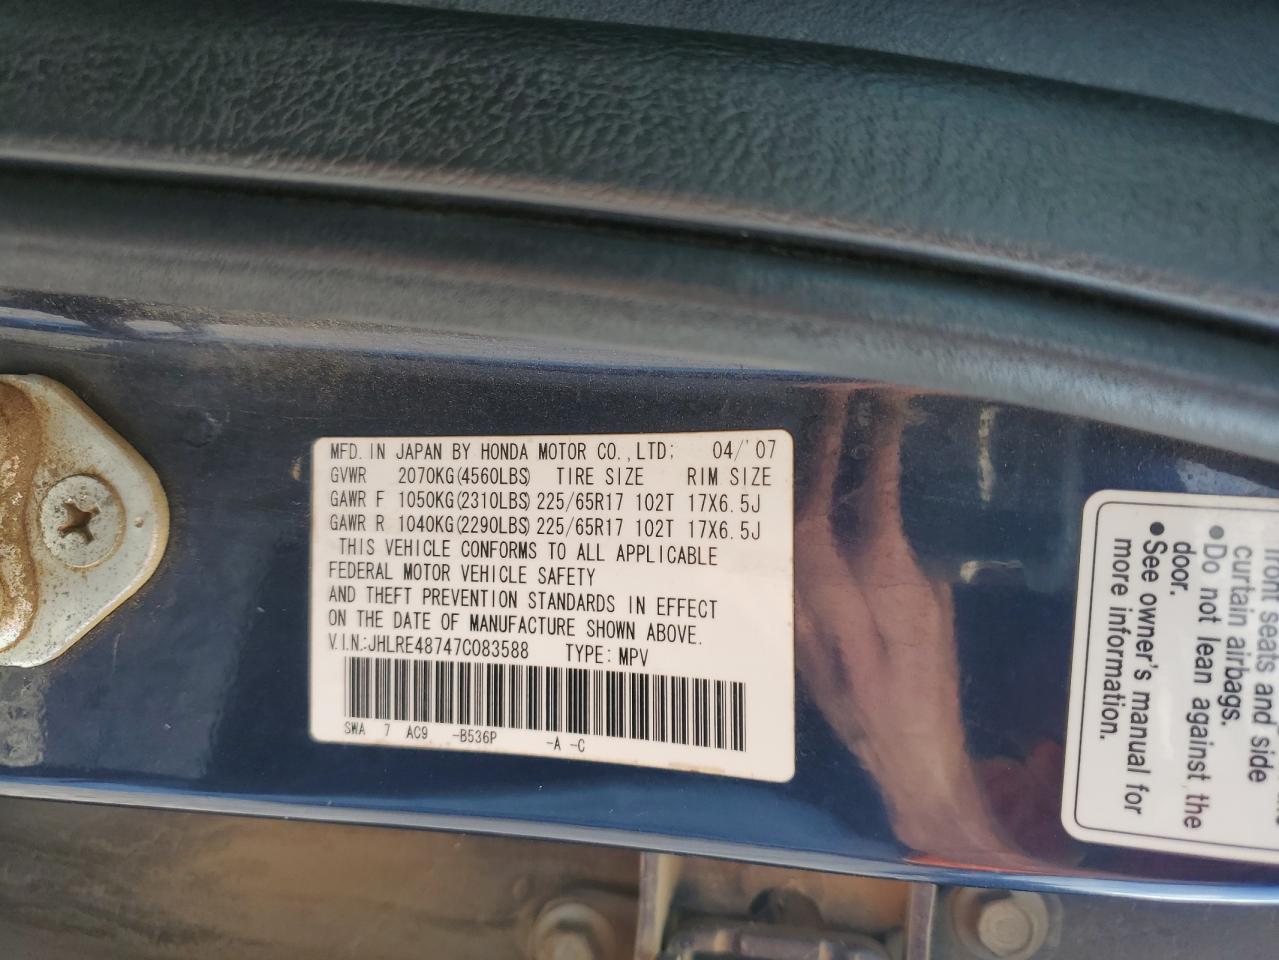 MFD. IN JAPAN BY HONDA MOTOR CO., LTD; 04/'07
GVWR 2070KG(4560LBS) TIRE SIZE RIM SIZE
GAWR F 1050KG(2310LBS) 225/65R17 102T 17X6.5J
GAWR R 1040KG(2290LBS) 225/65R17 102T 17X6.5J
THIS VEHICLE CONFORMS TO ALL APPLICABLE
FEDERAL MOTOR VEHICLE SAFETY
AND THEFT PREVENTION STANDARDS IN EFFECT
ON THE DATE OF MANUFACTURE SHOWN ABOVE.
V.I.N:JHLRE48747C083588 TYPE:MPV
SWA 7 AC9 -B536P -A -C
front seats and side
curtain airbags.
●Do not lean against the
door.
●See owner's manual for
more information.